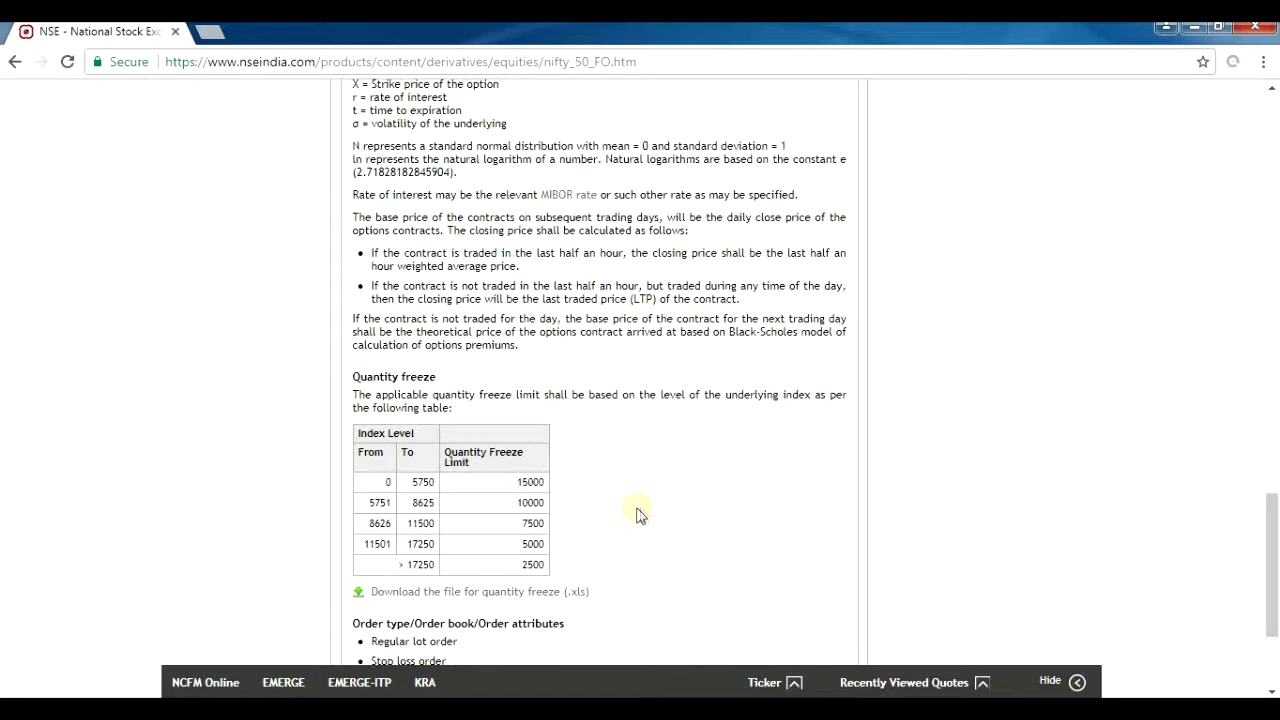 NSE - National Stock Exc
Secure https://www.nseindia.com/products/content/derivatives/equities/nifty_50_FO.htm
X = Strike price of the option
r = rate of interest
t = time to expiration
σ = volatility of the underlying
N represents a standard normal distribution with mean = 0 and standard deviation = 1
ln represents the natural logarithm of a number. Natural logarithms are based on the constant e
(2.71828182845904).
Rate of interest may be the relevant MIBOR rate or such other rate as may be specified.
The base price of the contracts on subsequent trading days, will be the daily close price of the
options contracts. The closing price shall be calculated as follows:
• If the contract is traded in the last half an hour, the closing price shall be the last half an
hour weighted average price.
• If the contract is not traded in the last half an hour, but traded during any time of the day,
then the closing price will be the last traded price (LTP) of the contract.
If the contract is not traded for the day, the base price of the contract for the next trading day
shall be the theoretical price of the options contract arrived at based on Black-Scholes model of
calculation of options premiums.
Quantity freeze
The applicable quantity freeze limit shall be based on the level of the underlying index as per
the following table:
Index Level
From To Quantity Freeze
Limit
0 5750 15000
5751 8625 10000
8626 11500 7500
11501 17250 5000
> 17250 2500
Download the file for quantity freeze (.xls)
Order type/Order book/Order attributes
• Regular lot order
• Stop loss order
NCFM Online EMERGE EMERGE-ITP KRA Ticker Recently Viewed Quotes Hide